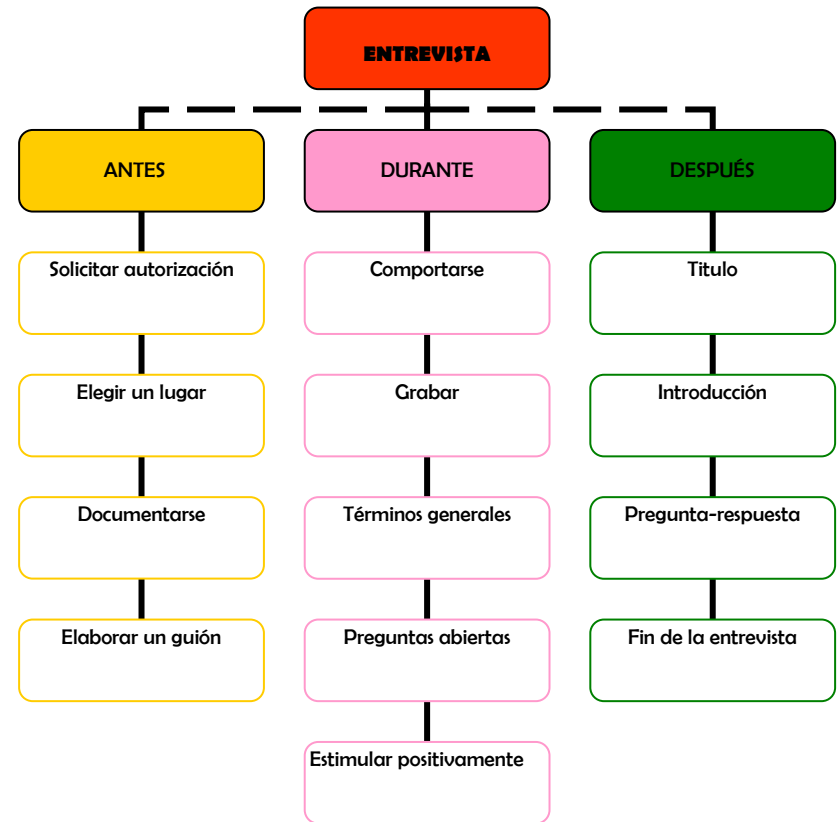 ENTREVISTA
ANTES
Solicitar autorización
Elegir un lugar
Documentarse
Elaborar un guión
DURANTE
Comportarse
Grabar
Términos generales
Preguntas abiertas
Estimular positivamente
DESPUÉS
Titulo
Introducción
Pregunta-respuesta
Fin de la entrevista